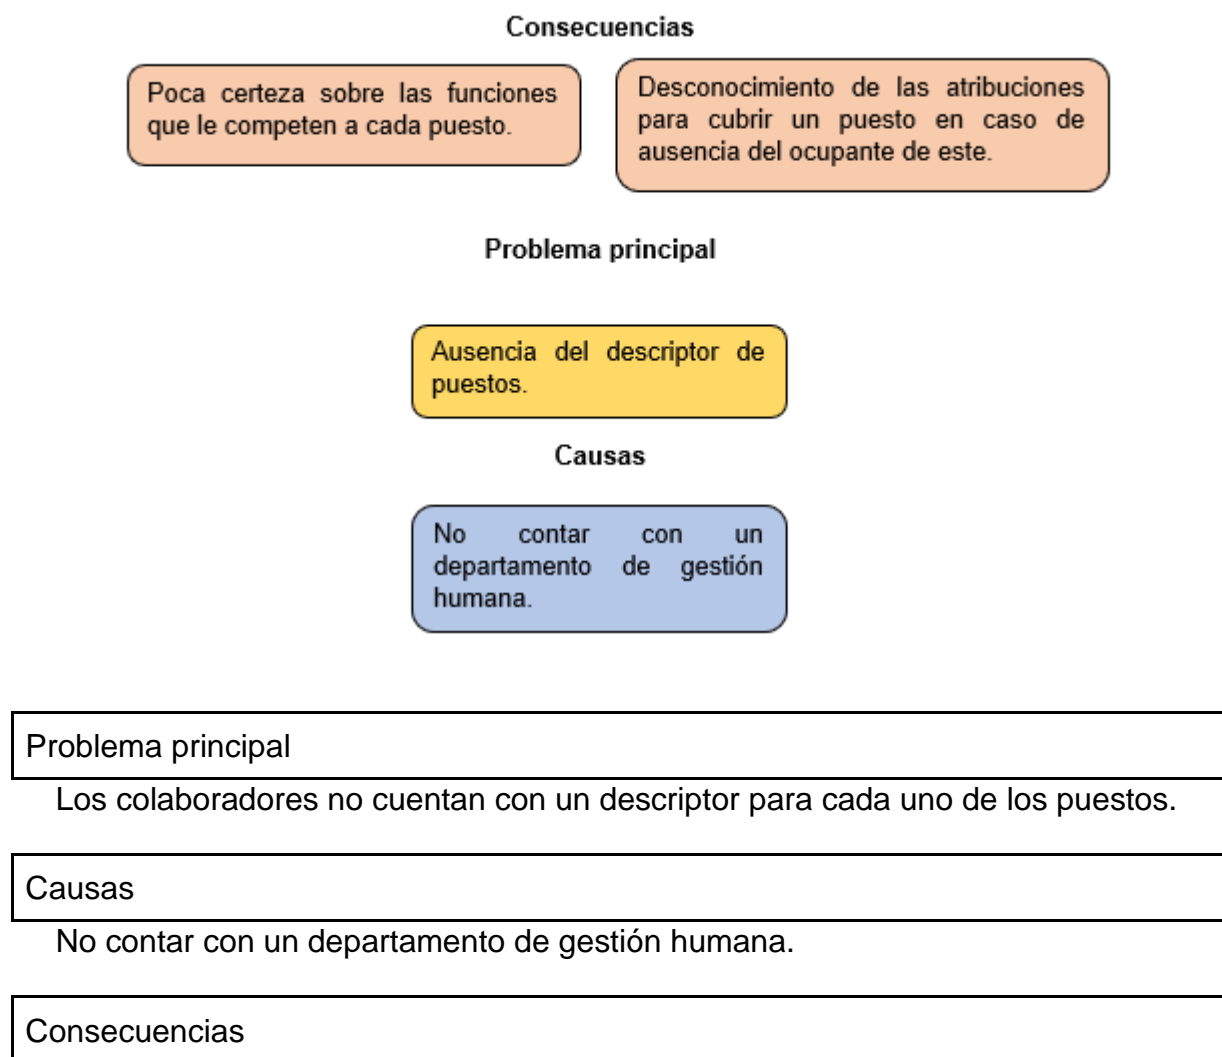 Consecuencias
Poca certeza sobre las funciones
que le competen a cada puesto.
Desconocimiento de las atribuciones
para cubrir un puesto en caso de
ausencia del ocupante de este.
Problema principal
Ausencia del descriptor de
puestos.
Causas
No contar con un
departamento de gestión
humana.
Problema principal
Los colaboradores no cuentan con un descriptor para cada uno de los puestos.
Causas
No contar con un departamento de gestión humana.
Consecuencias